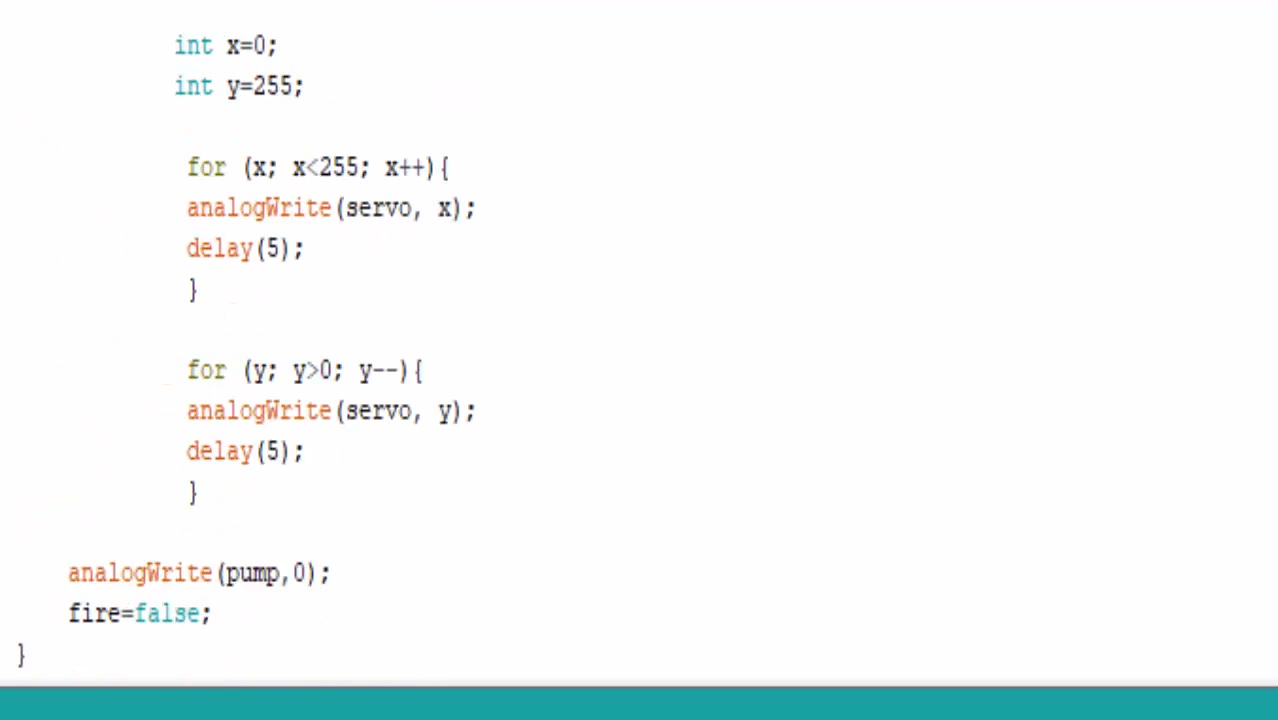 int x=0;
int y=255;
for (x; x<255; x++){
analogWrite(servo, x);
delay(5);
}
for (y; y>0; y--){
analogWrite(servo, y);
delay(5);
}
analogWrite(pump,0);
fire=false;
}